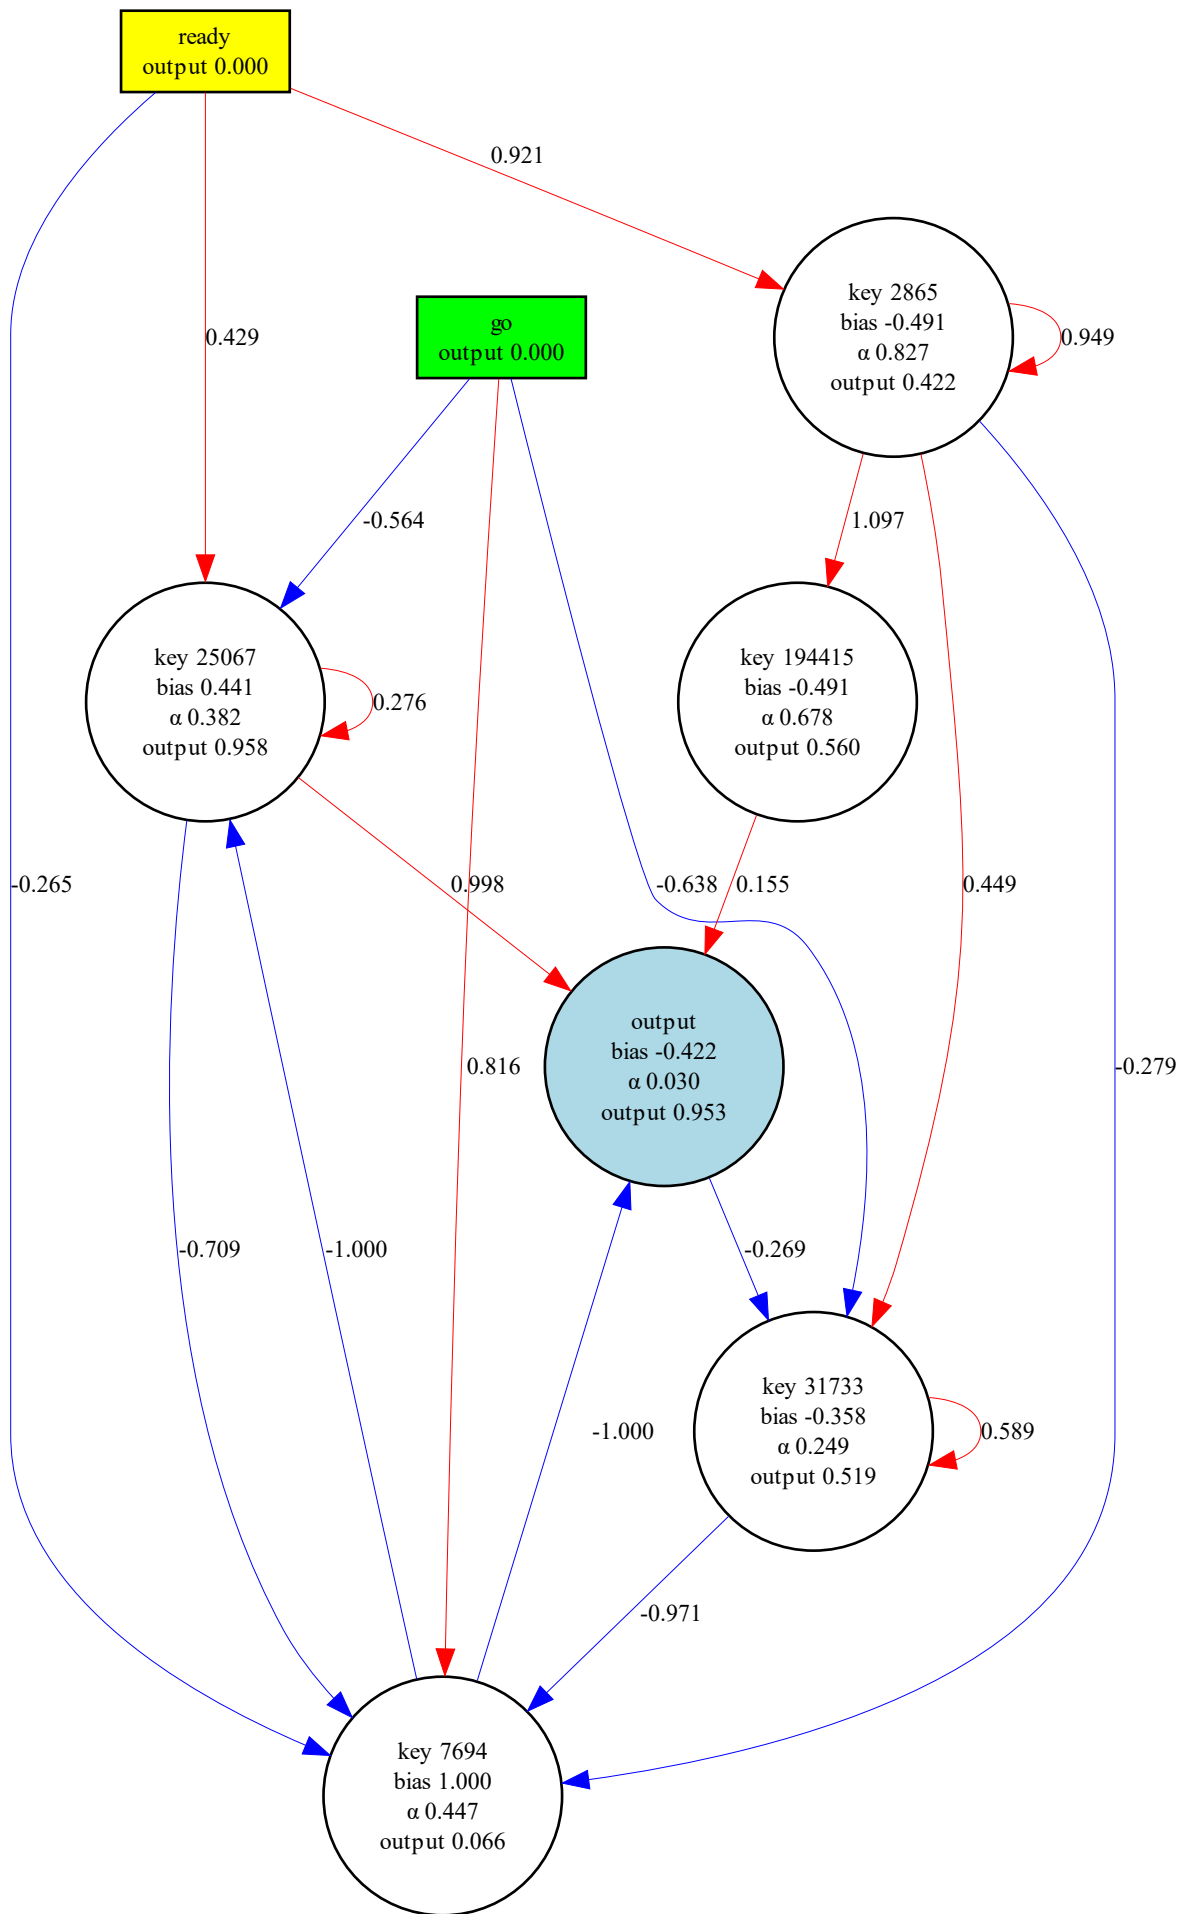 ready
output 0.000
0.921
key 2865
bias -0.491
α 0.827
output 0.422
0.949
go
output 0.000
0.429
-0.564
1.097
key 25067
bias 0.441
α 0.382
output 0.958
0.276
key 194415
bias -0.491
α 0.678
output 0.560
-0.265
0.998
-0.638
0.155
0.449
output
bias -0.422
α 0.030
output 0.953
0.816
-0.279
-0.709
-1.000
-0.269
-1.000
key 31733
bias -0.358
α 0.249
output 0.519
0.589
-0.971
key 7694
bias 1.000
α 0.447
output 0.066